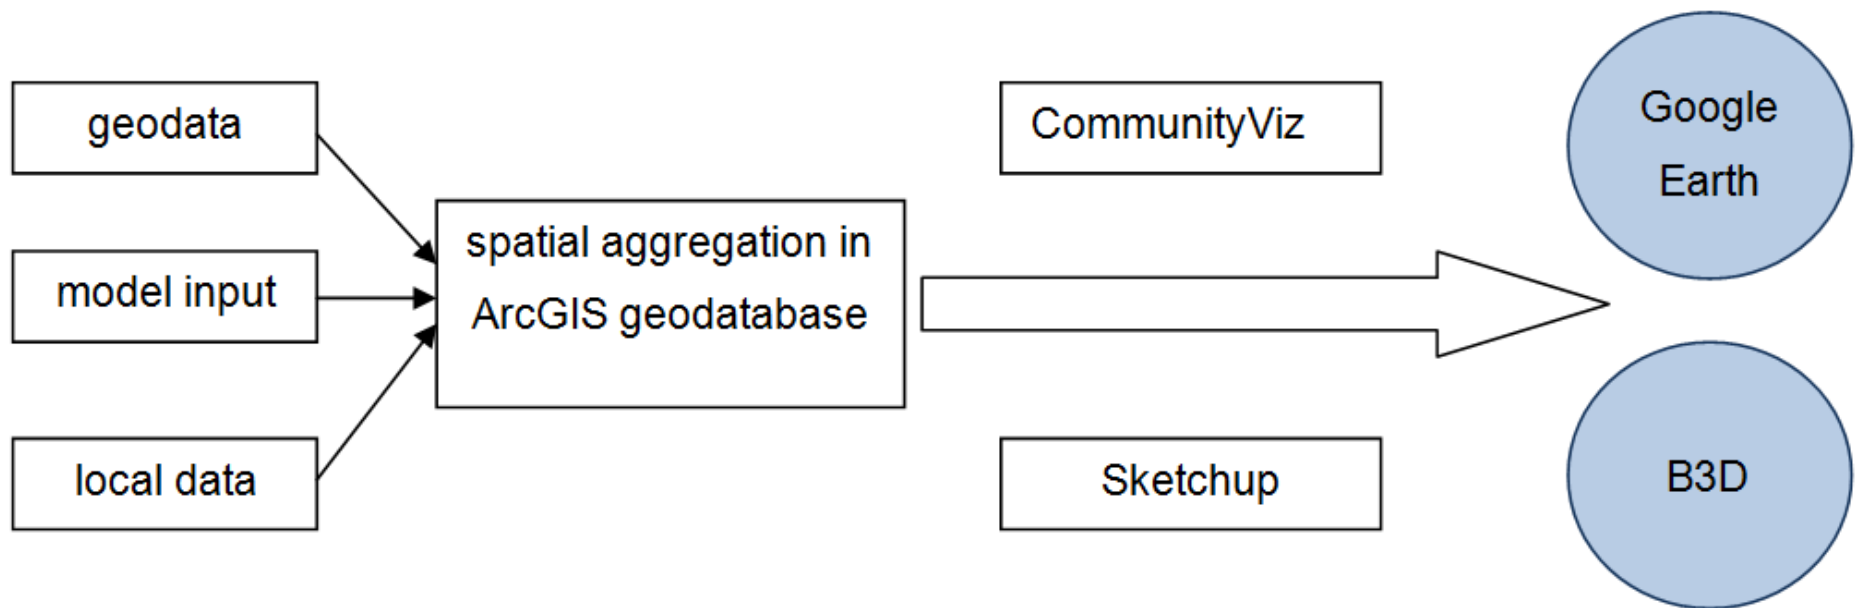 geodata
model input
local data
spatial aggregation in
ArcGIS geodatabase
CommunityViz
Sketchup
Google
Earth
B3D